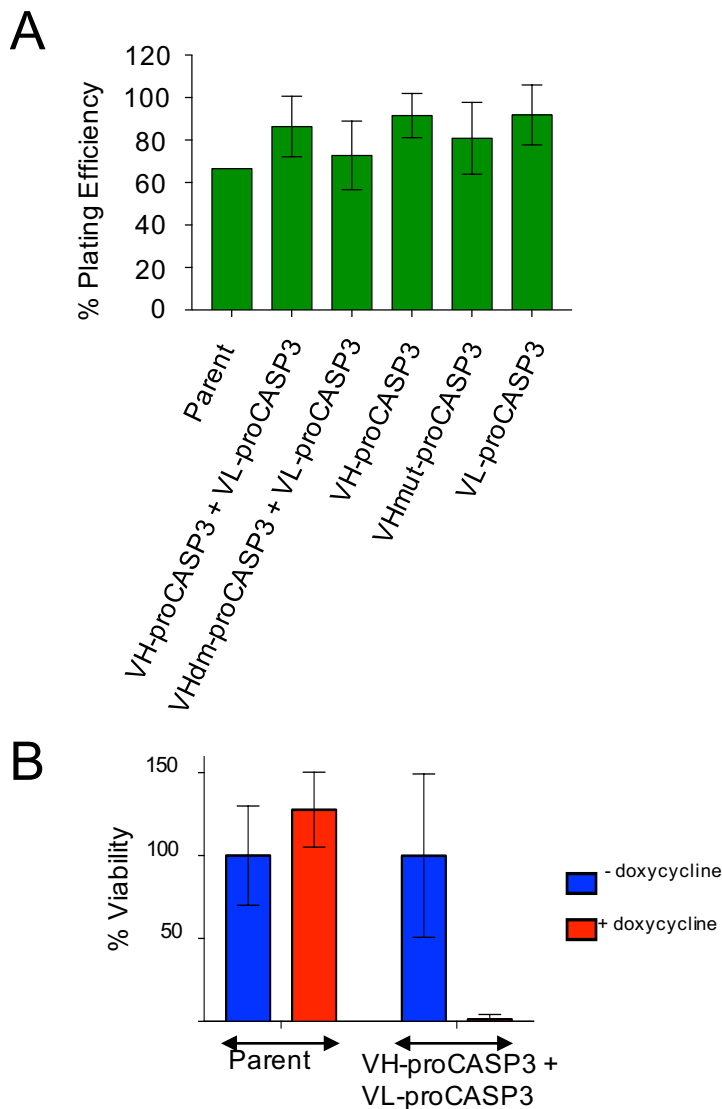 A
% Plating Efficiency
120
100
80
60
40
20
0
Parent
VH-proCASP3 + VL-proCASP3
VHdm-proCASP3 + VL-proCASP3
VH-proCASP3
VHmut-proCASP3
VL-proCASP3
B
% Viability
150
100
50
- doxycycline
+ doxycycline
Parent
VH-proCASP3 +
VL-proCASP3